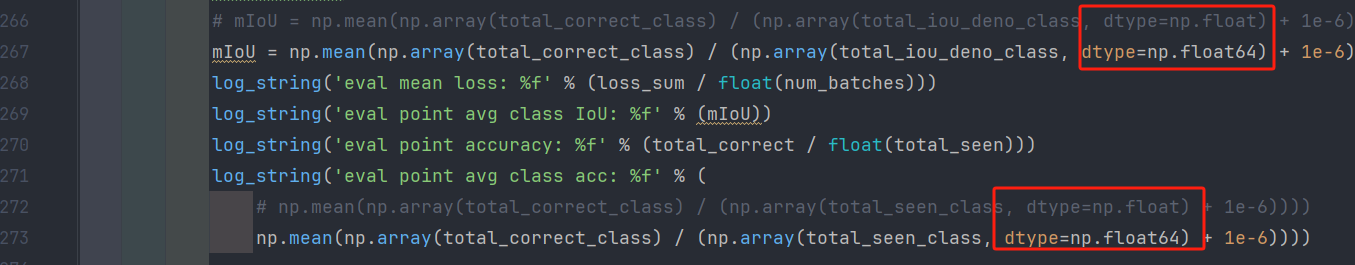 266 # mIoU = np.mean(np.array(total_correct_class) / (np.array(total_iou_deno_class, dtype=np.float) + 1e-6)
267 mIoU = np.mean(np.array(total_correct_class) / (np.array(total_iou_deno_class, dtype=np.float64) + 1e-6)
268 log_string('eval mean loss: %f' % (loss_sum / float(num_batches)))
269 log_string('eval point avg class IoU: %f' % (mIoU))
270 log_string('eval point accuracy: %f' % (total_correct / float(total_seen)))
271 log_string('eval point avg class acc: %f' % (
272 # np.mean(np.array(total_correct_class) / (np.array(total_seen_class, dtype=np.float) + 1e-6))))
273 np.mean(np.array(total_correct_class) / (np.array(total_seen_class, dtype=np.float64) + 1e-6))))